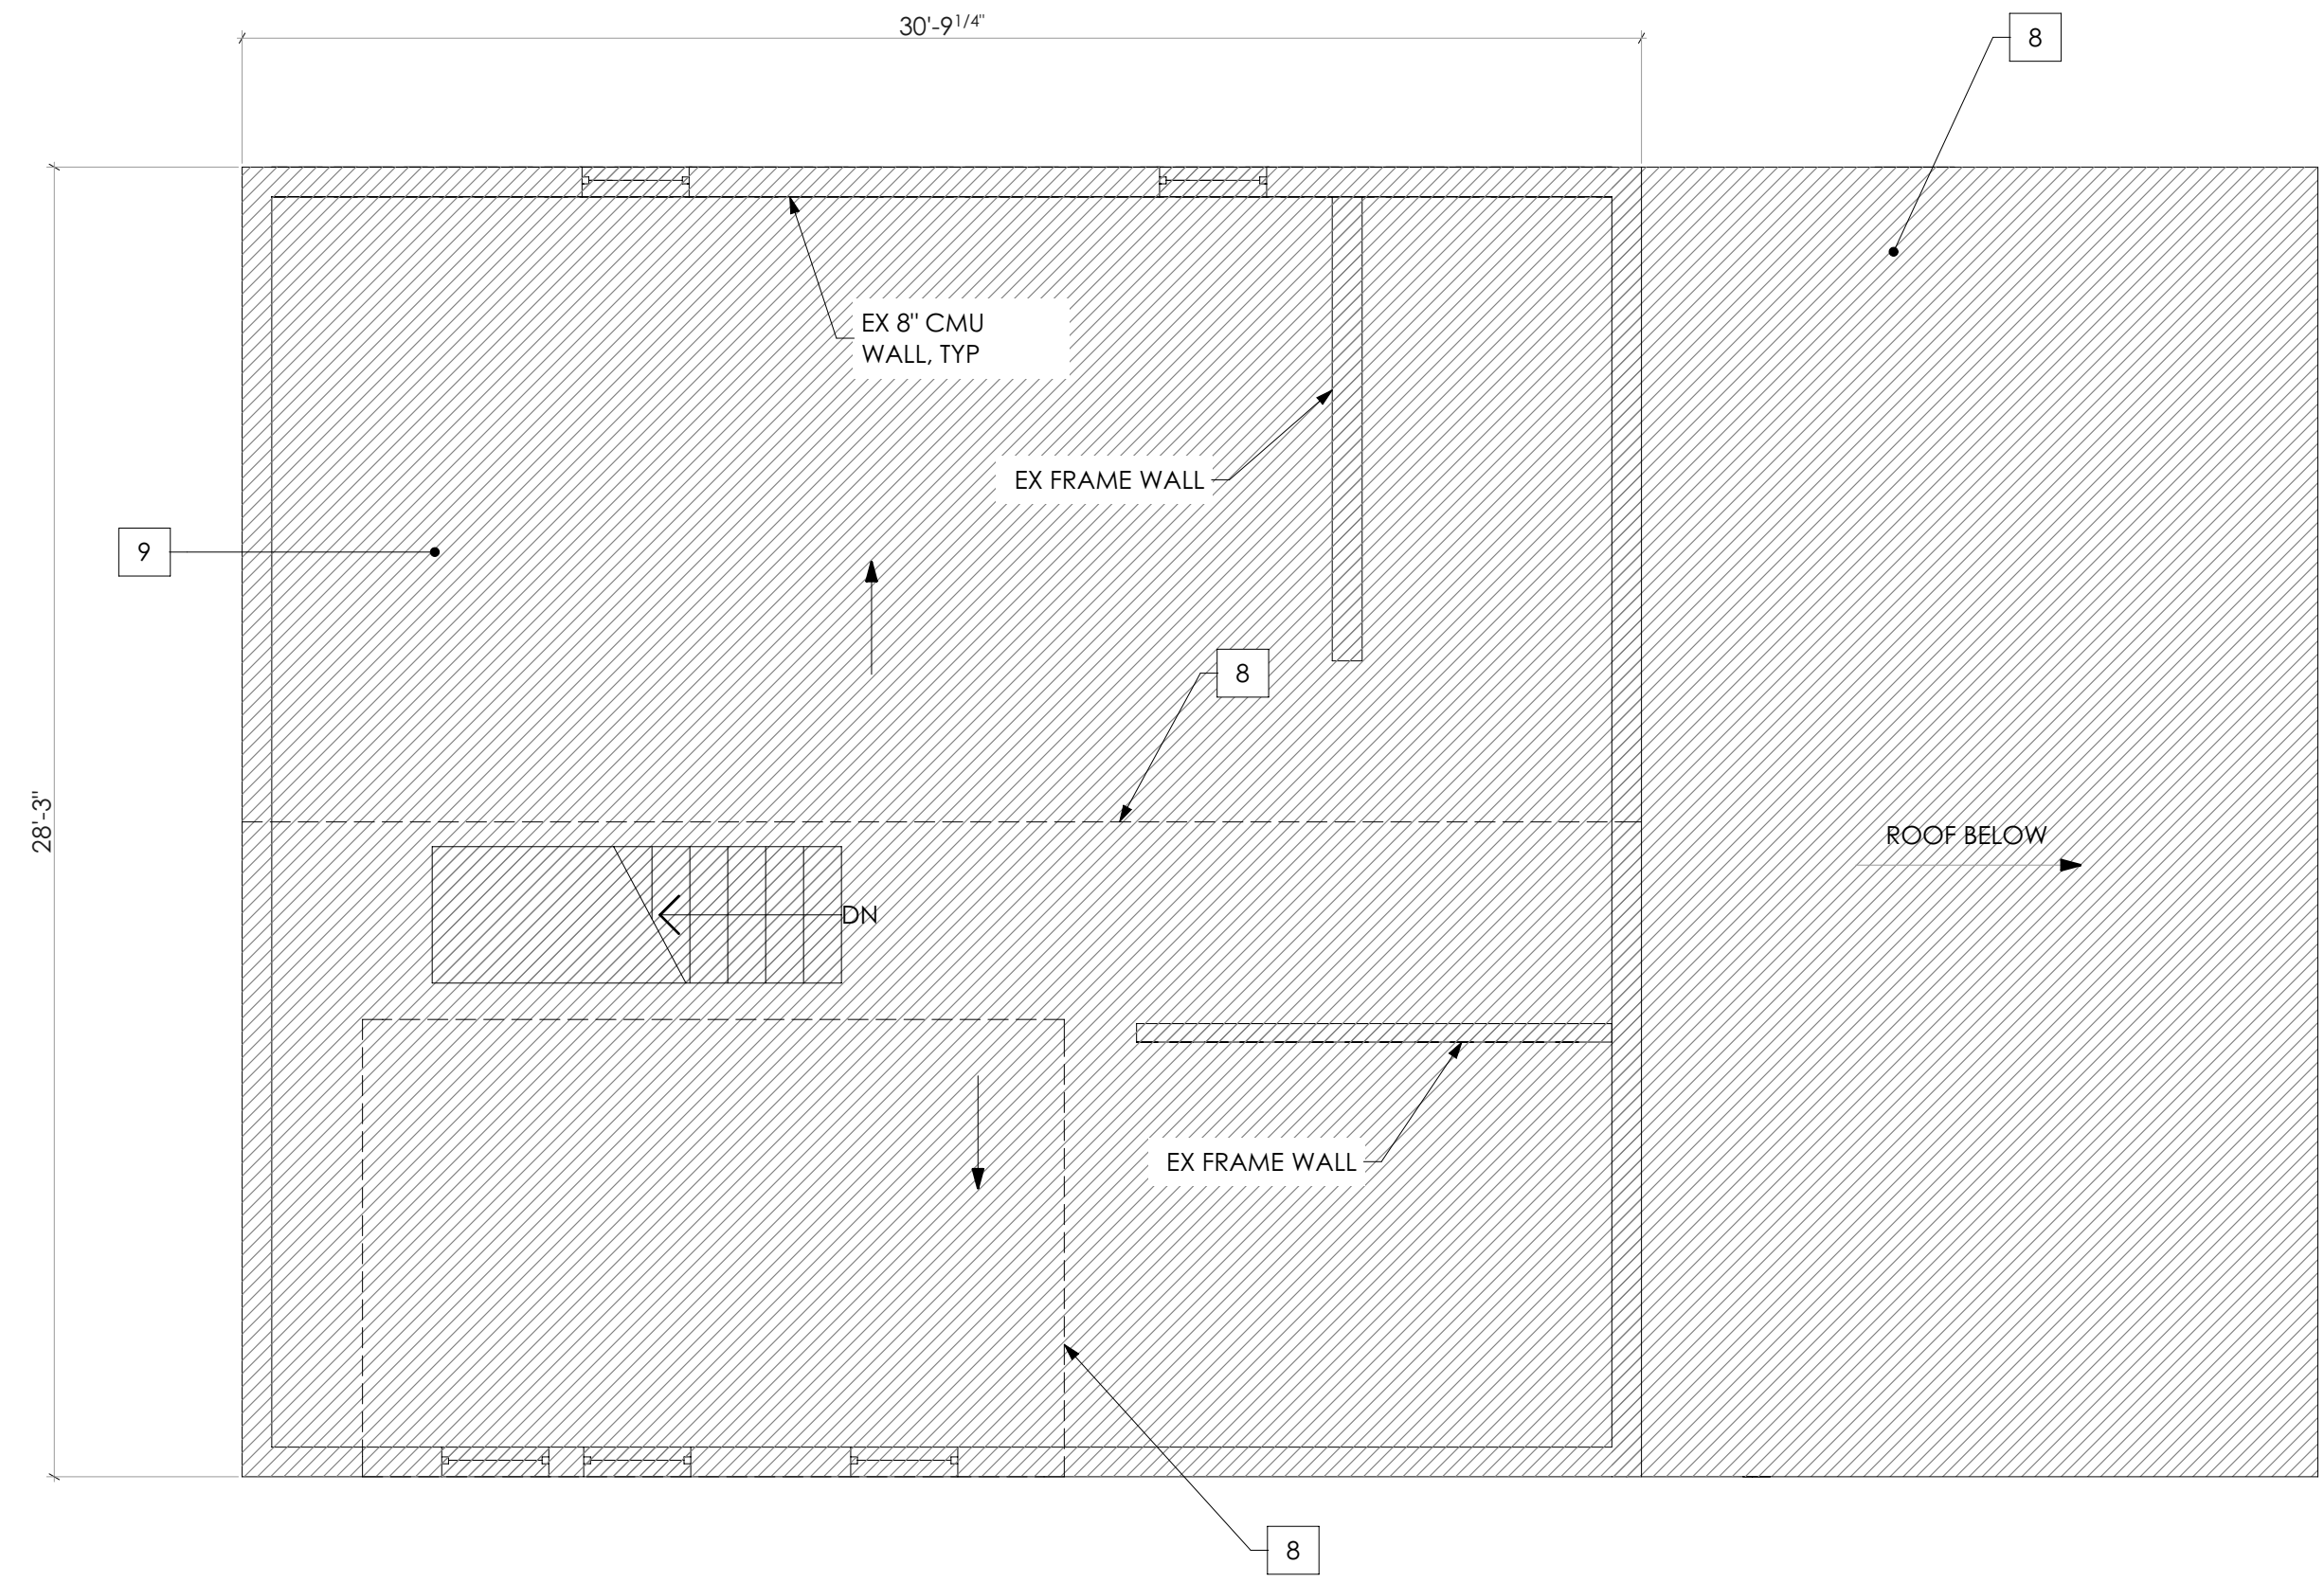 30'-9 1/4"
8
EX 8" CMU
WALL, TYP
EX FRAME WALL
9
8
28'-3"
ROOF BELOW
DN
EX FRAME WALL
8